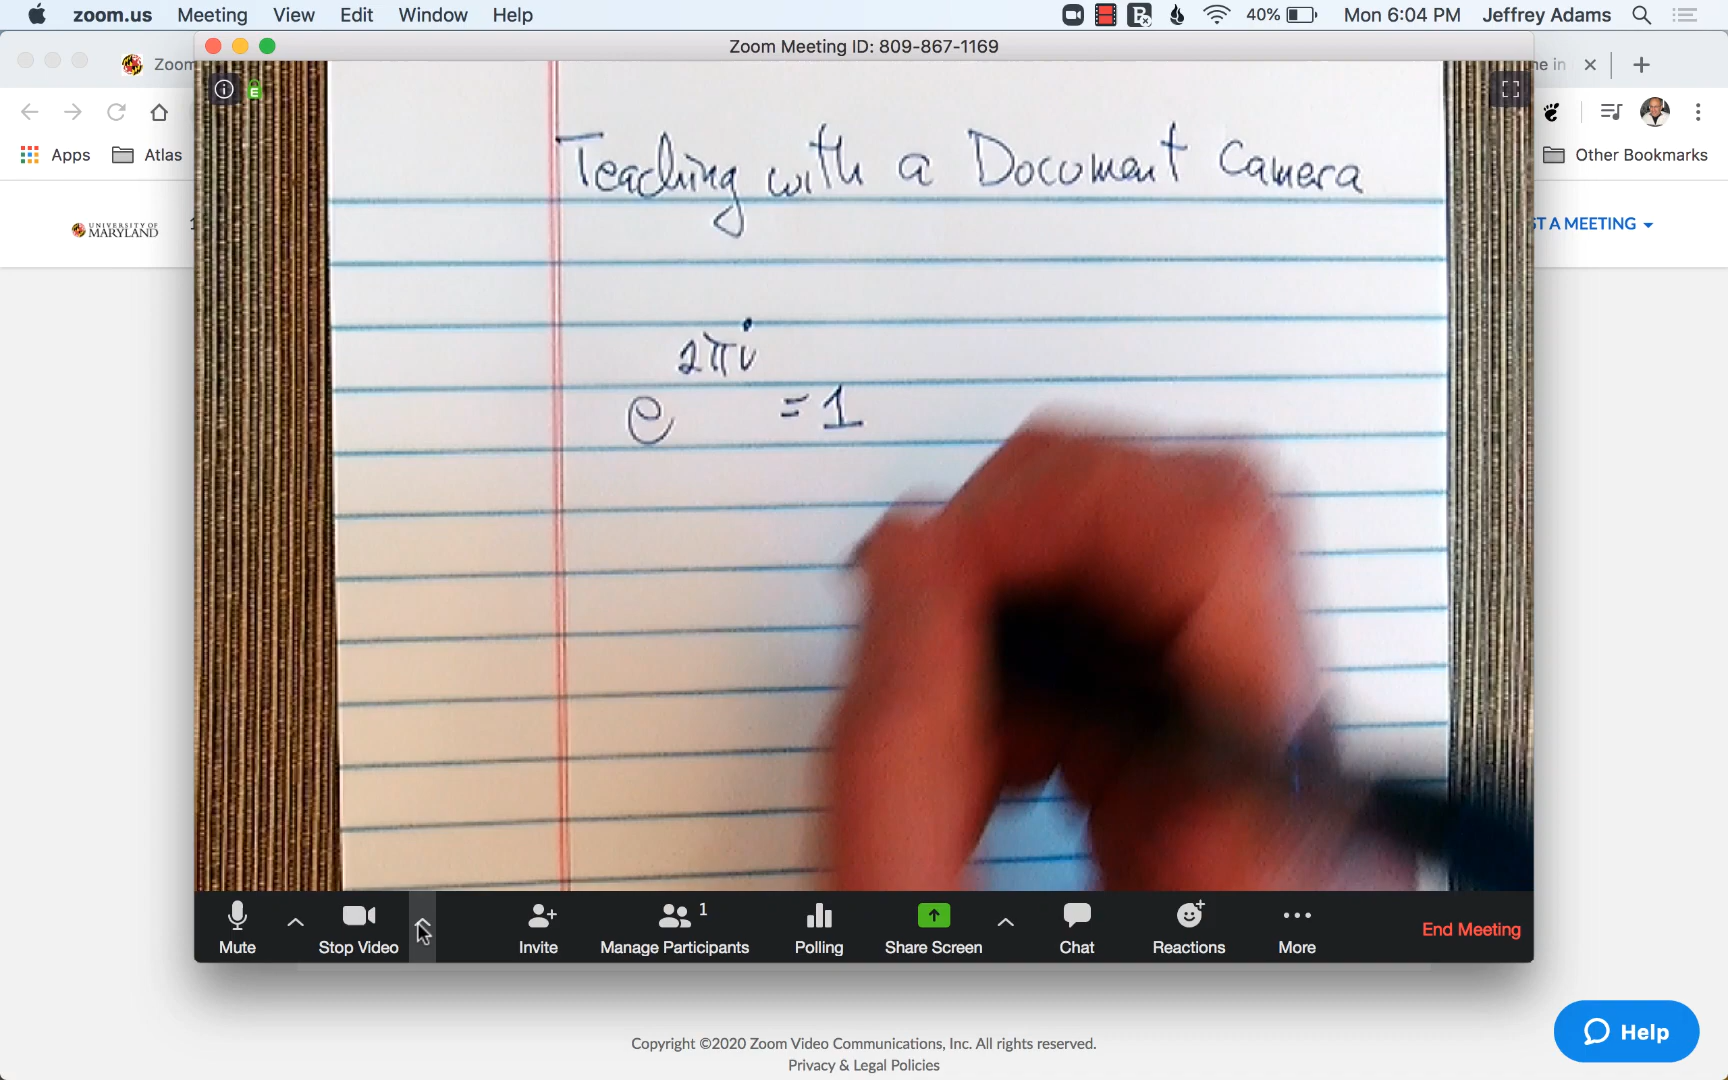 zoom.us Meeting View Edit Window Help 40% Mon 6:04 PM Jeffrey Adams
Zoom Meeting ID: 809-867-1169
Zoom
E
Teaching with a Document Camera
Apps Atlas Other Bookmarks
UNIVERSITY OF
MARYLAND
ST A MEETING
e^{2πi} = 1
1
Mute Stop Video Invite Manage Participants Polling Share Screen Chat Reactions More End Meeting
Copyright ©2020 Zoom Video Communications, Inc. All rights reserved.
Privacy & Legal Policies
Help